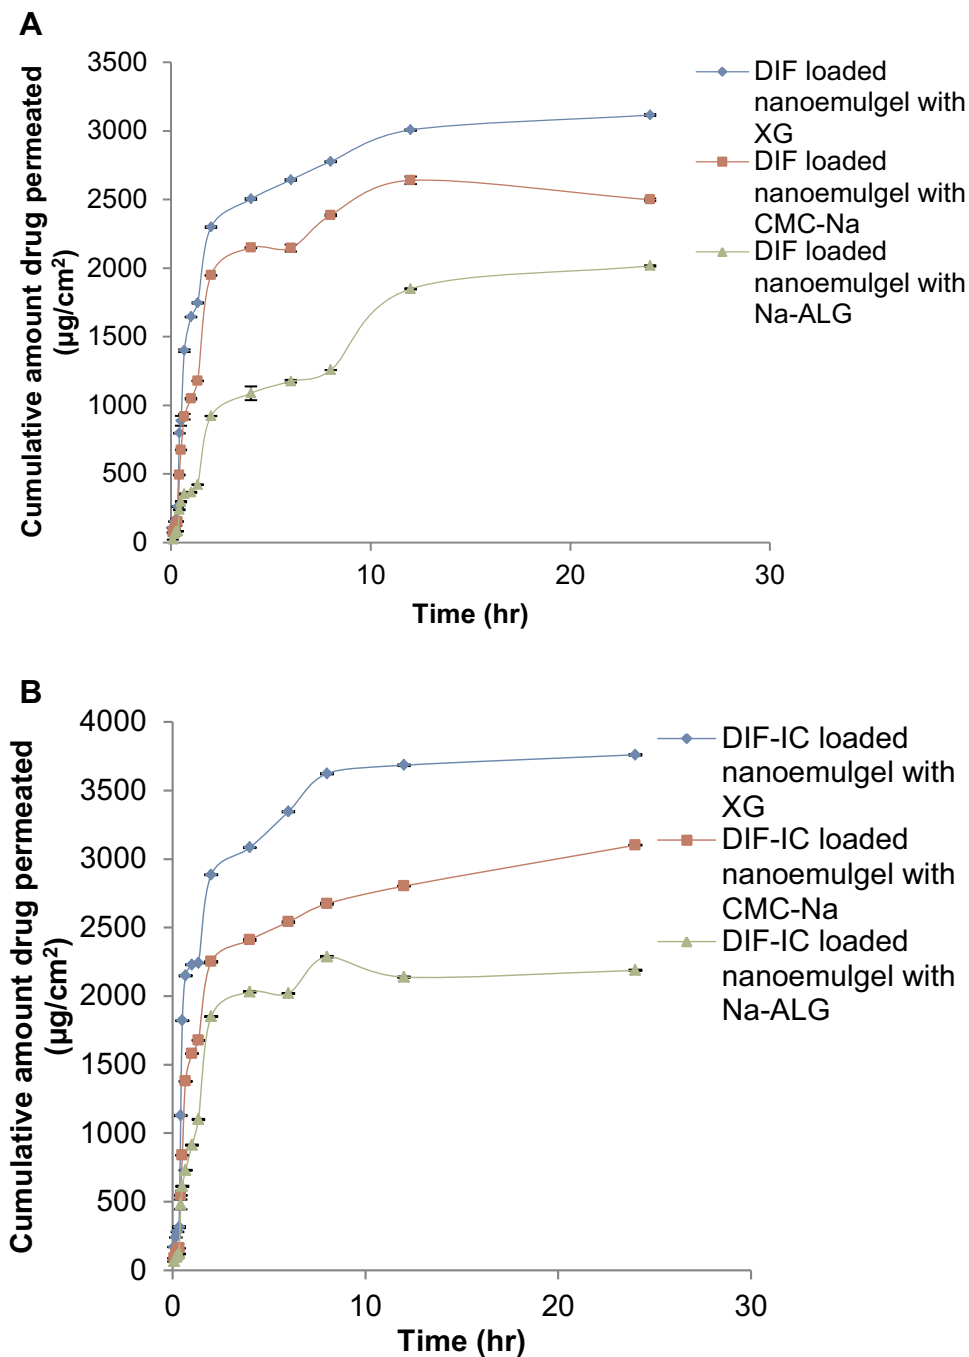 A
Cumulative amount drug permeated
(µg/cm²)
3500
3000
2500
2000
1500
1000
500
0
0
10
20
30
Time (hr)
DIF loaded
nanoemulgel with
XG
DIF loaded
nanoemulgel with
CMC-Na
DIF loaded
nanoemulgel with
Na-ALG
B
Cumulative amount drug permeated
(µg/cm²)
4000
3500
3000
2500
2000
1500
1000
500
0
0
10
20
30
Time (hr)
DIF-IC loaded
nanoemulgel with
XG
DIF-IC loaded
nanoemulgel with
CMC-Na
DIF-IC loaded
nanoemulgel with
Na-ALG